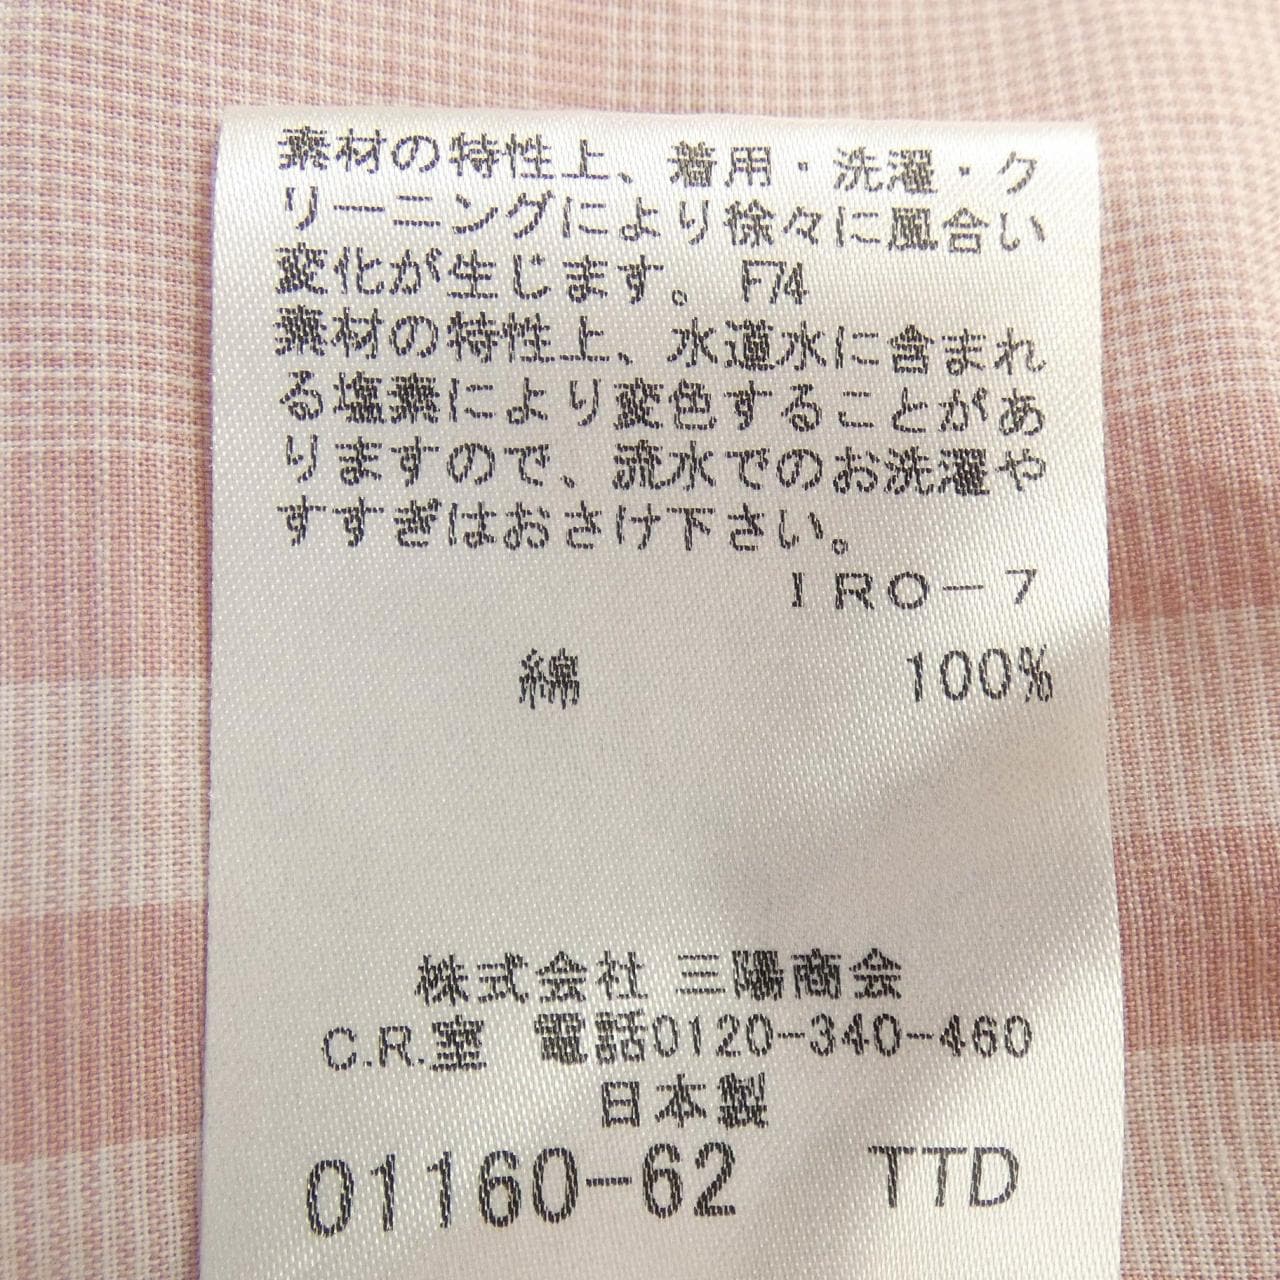 素材の特性上、着用・洗濯・ク
リーニングにより徐々に風合い
変化が生じます。 F74
素材の特性上、水道水に含まれ
る塩素により変色することがあ
りますので、流水でのお洗濯や
すすぎはおさけ下さい。
IRO−7
綿 100%
株式会社 三陽商会
C.R.室 電話0120-340-460
日本製
01160-62 TTD